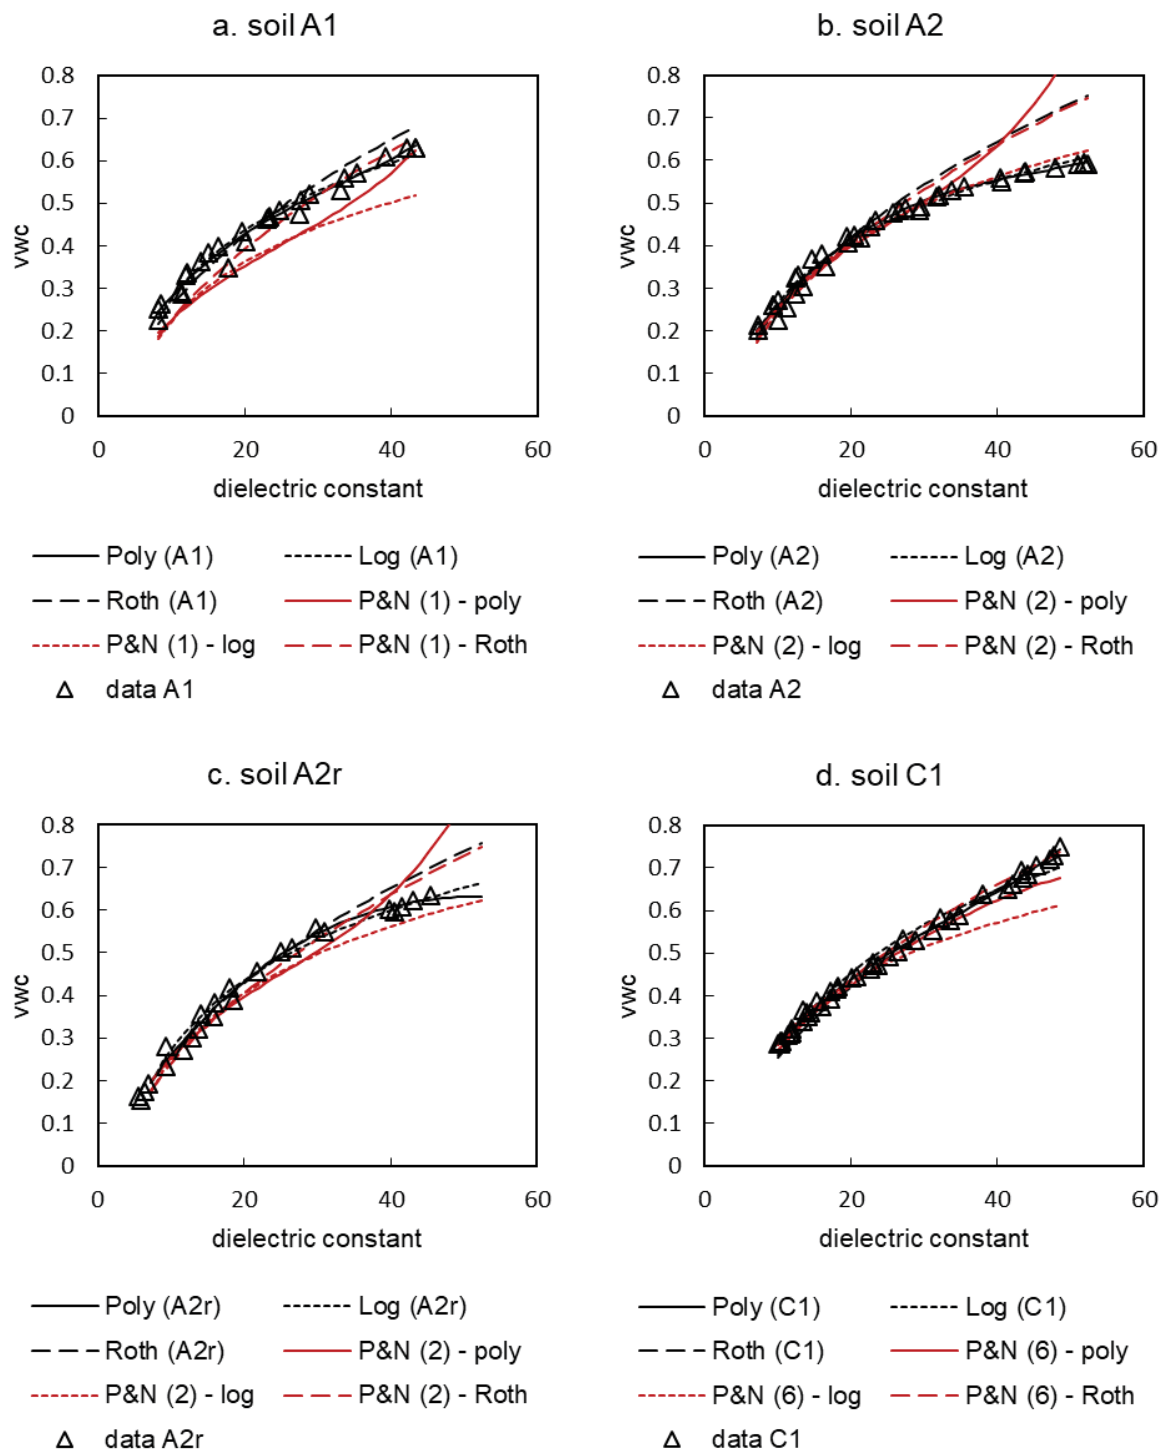 a. soil A1
0.8
0.7
0.6
0.5
0.4
0.3
0.2
0.1
0
vwc
0 20 40 60
dielectric constant
Poly (A1) Log (A1)
Roth (A1) P&N (1) - poly
P&N (1) - log P&N (1) - Roth
data A1
b. soil A2
0.8
0.7
0.6
0.5
0.4
0.3
0.2
0.1
0
vwc
0 20 40 60
dielectric constant
Poly (A2) Log (A2)
Roth (A2) P&N (2) - poly
P&N (2) - log P&N (2) - Roth
data A2
c. soil A2r
0.8
0.7
0.6
0.5
0.4
0.3
0.2
0.1
0
vwc
0 20 40 60
dielectric constant
Poly (A2r) Log (A2r)
Roth (A2r) P&N (2) - poly
P&N (2) - log P&N (2) - Roth
data A2r
d. soil C1
0.8
0.7
0.6
0.5
0.4
0.3
0.2
0.1
0
vwc
0 20 40 60
dielectric constant
Poly (C1) Log (C1)
Roth (C1) P&N (6) - poly
P&N (6) - log P&N (6) - Roth
data C1